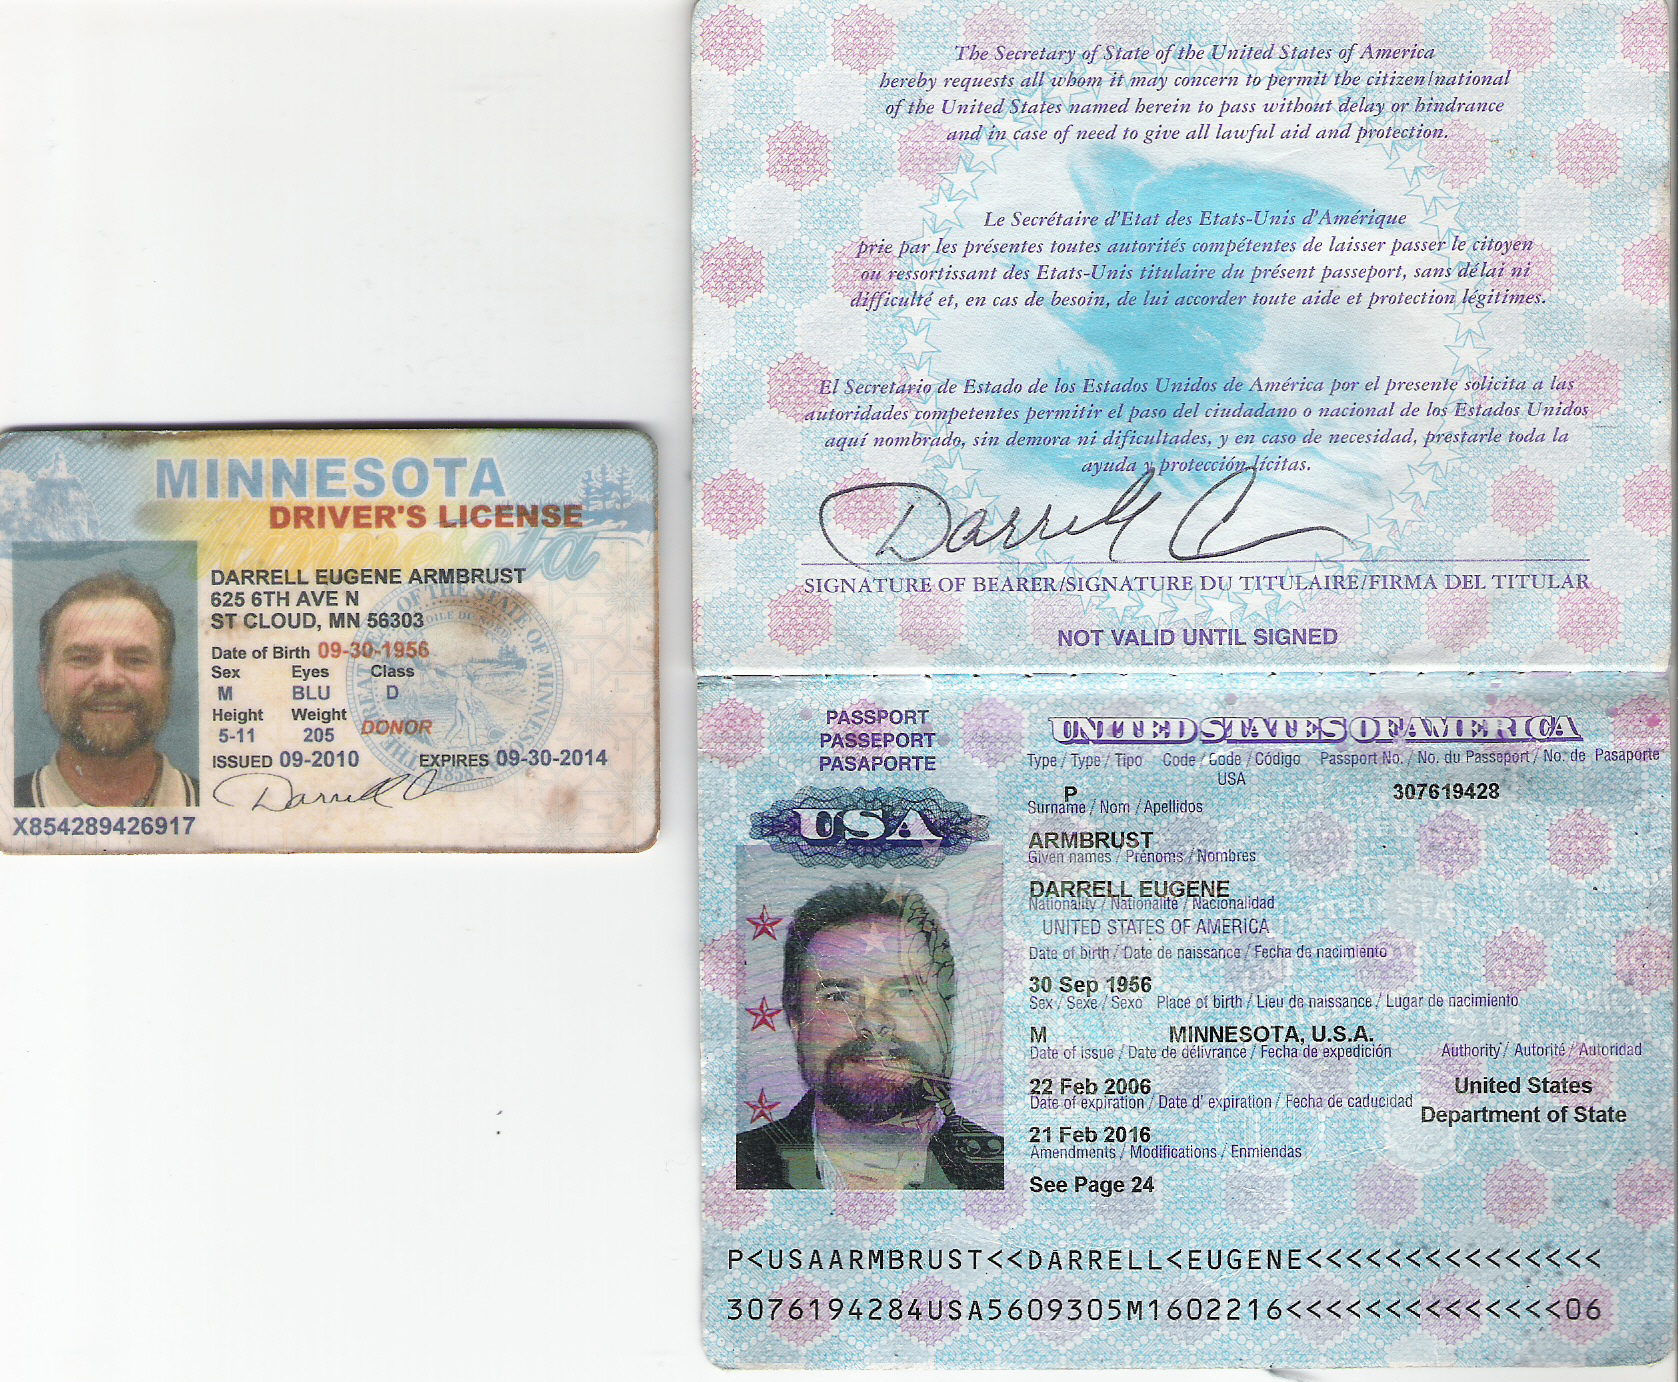 MINNESOTA
DRIVER'S LICENSE
DARRELL EUGENE ARMBRUST
625 6TH AVE N
ST CLOUD, MN 56303
Date of Birth 09-30-1956
Sex Eyes Class
M BLU D
Height Weight
5-11 205 DONOR
ISSUED 09-2010 EXPIRES 09-30-2014
X854289426917
The Secretary of State of the United States of America
hereby requests all whom it may concern to permit the citizen/national
of the United States named herein to pass without delay or hindrance
and in case of need to give all lawful aid and protection.
Le Secrétaire d'Etat des Etats-Unis d'Amérique
prie par les présentes toutes autorités compétentes de laisser passer le citoyen
ou ressortissant des Etats-Unis titulaire du présent passeport, sans délai ni
difficulté et, en cas de besoin, de lui accorder toute aide et protection légitimes.
El Secretario de Estado de los Estados Unidos de América por el presente solicita a las
autoridades competentes permitir el paso del ciudadano o nacional de los Estados Unidos
aquí nombrado, sin demora ni dificultades, y en caso de necesidad, prestarle toda la
ayuda y protección lícitas.
Darrell
SIGNATURE OF BEARER/SIGNATURE DU TITULAIRE/FIRMA DEL TITULAR
NOT VALID UNTIL SIGNED
PASSPORT
PASSEPORT
PASAPORTE
USA
UNITED STATES OF AMERICA
Type / Type / Tipo Code / Code / Código Passport No. / No. du Passeport / No. de Pasaporte
P USA 307619428
Surname / Nom / Apellidos
ARMBRUST
Given names / Prénoms / Nombres
DARRELL EUGENE
Nationality / Nationalité / Nacionalidad
UNITED STATES OF AMERICA
Date of birth / Date de naissance / Fecha de nacimiento
30 Sep 1956
Sex / Sexe / Sexo Place of birth / Lieu de naissance / Lugar de nacimiento
M MINNESOTA, U.S.A.
Date of issue / Date de délivrance / Fecha de expedición Authority / Autorité / Autoridad
22 Feb 2006 United States
Date of expiration / Date d' expiration / Fecha de caducidad Department of State
21 Feb 2016
Amendments / Modifications / Enmiendas
See Page 24
P<USAARMBRUST<<DARRELL<EUGENE<<<<<<<<<<<<<<<
3076194284USA5609305M1602216<<<<<<<<<<<<<<06